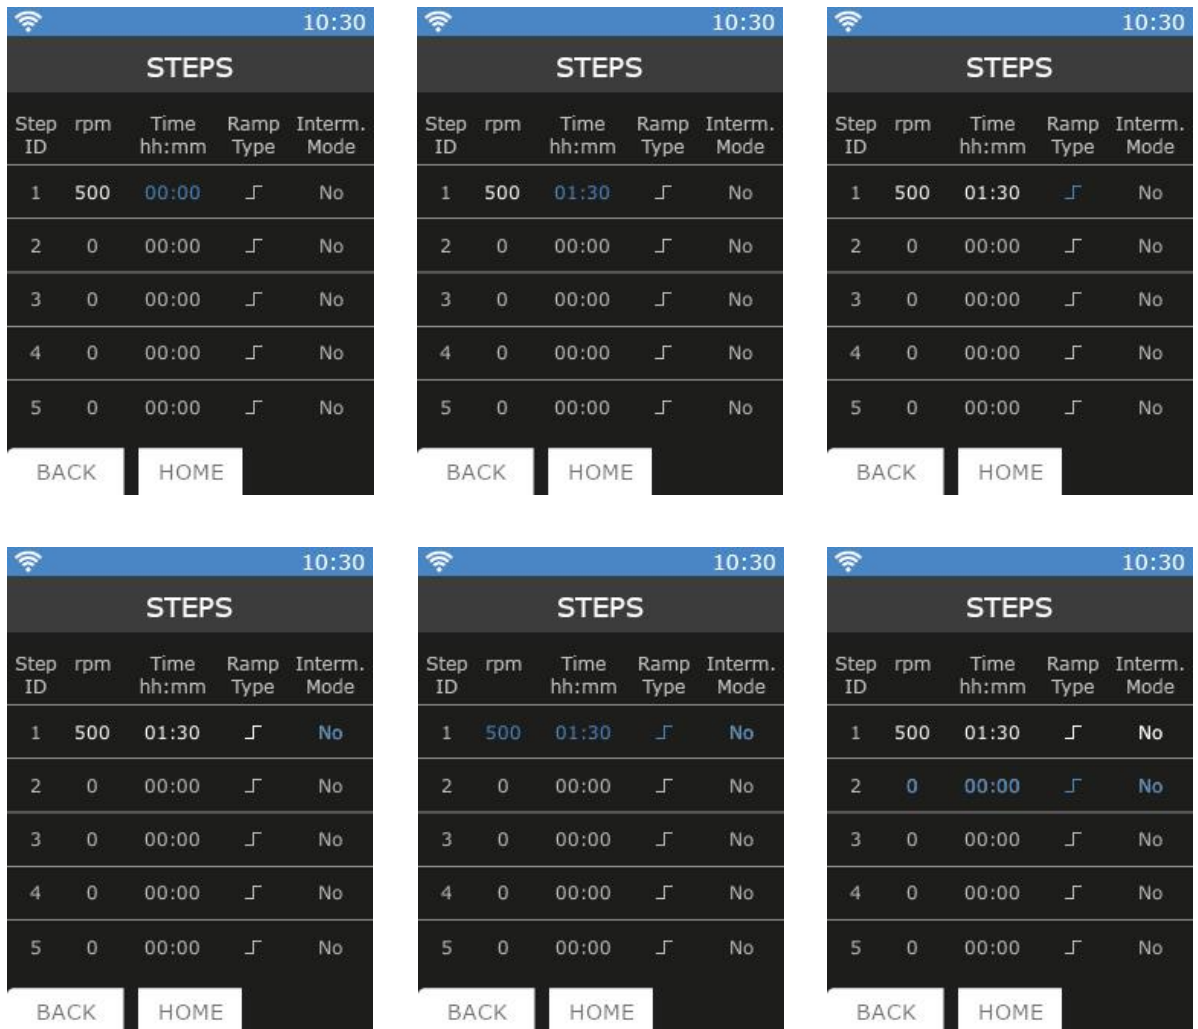 10:30
STEPS
Step ID rpm Time hh:mm Ramp Type Interm. Mode
1 500 00:00 No
2 0 00:00 No
3 0 00:00 No
4 0 00:00 No
5 0 00:00 No
BACK HOME
10:30
STEPS
Step ID rpm Time hh:mm Ramp Type Interm. Mode
1 500 01:30 No
2 0 00:00 No
3 0 00:00 No
4 0 00:00 No
5 0 00:00 No
BACK HOME
10:30
STEPS
Step ID rpm Time hh:mm Ramp Type Interm. Mode
1 500 01:30 No
2 0 00:00 No
3 0 00:00 No
4 0 00:00 No
5 0 00:00 No
BACK HOME
10:30
STEPS
Step ID rpm Time hh:mm Ramp Type Interm. Mode
1 500 01:30 No
2 0 00:00 No
3 0 00:00 No
4 0 00:00 No
5 0 00:00 No
BACK HOME
10:30
STEPS
Step ID rpm Time hh:mm Ramp Type Interm. Mode
1 500 01:30 No
2 0 00:00 No
3 0 00:00 No
4 0 00:00 No
5 0 00:00 No
BACK HOME
10:30
STEPS
Step ID rpm Time hh:mm Ramp Type Interm. Mode
1 500 01:30 No
2 0 00:00 No
3 0 00:00 No
4 0 00:00 No
5 0 00:00 No
BACK HOME